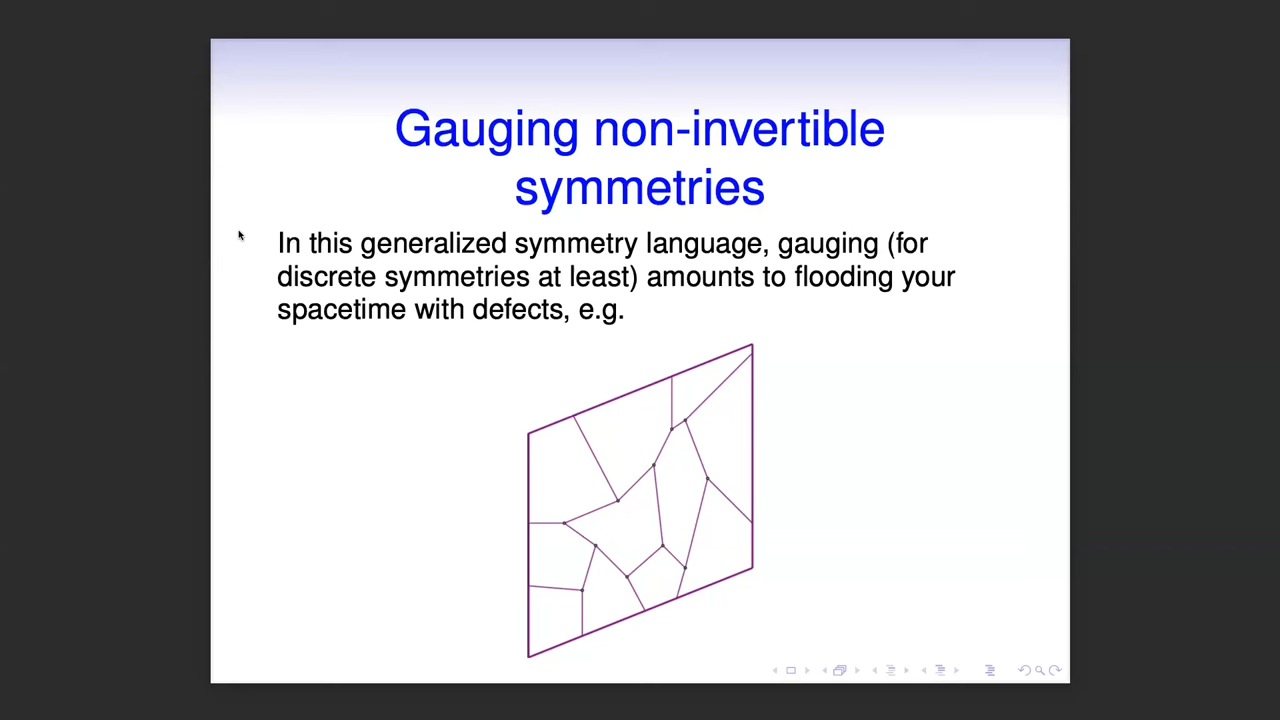 Gauging non-invertible
symmetries
In this generalized symmetry language, gauging (for
discrete symmetries at least) amounts to flooding your
spacetime with defects, e.g.